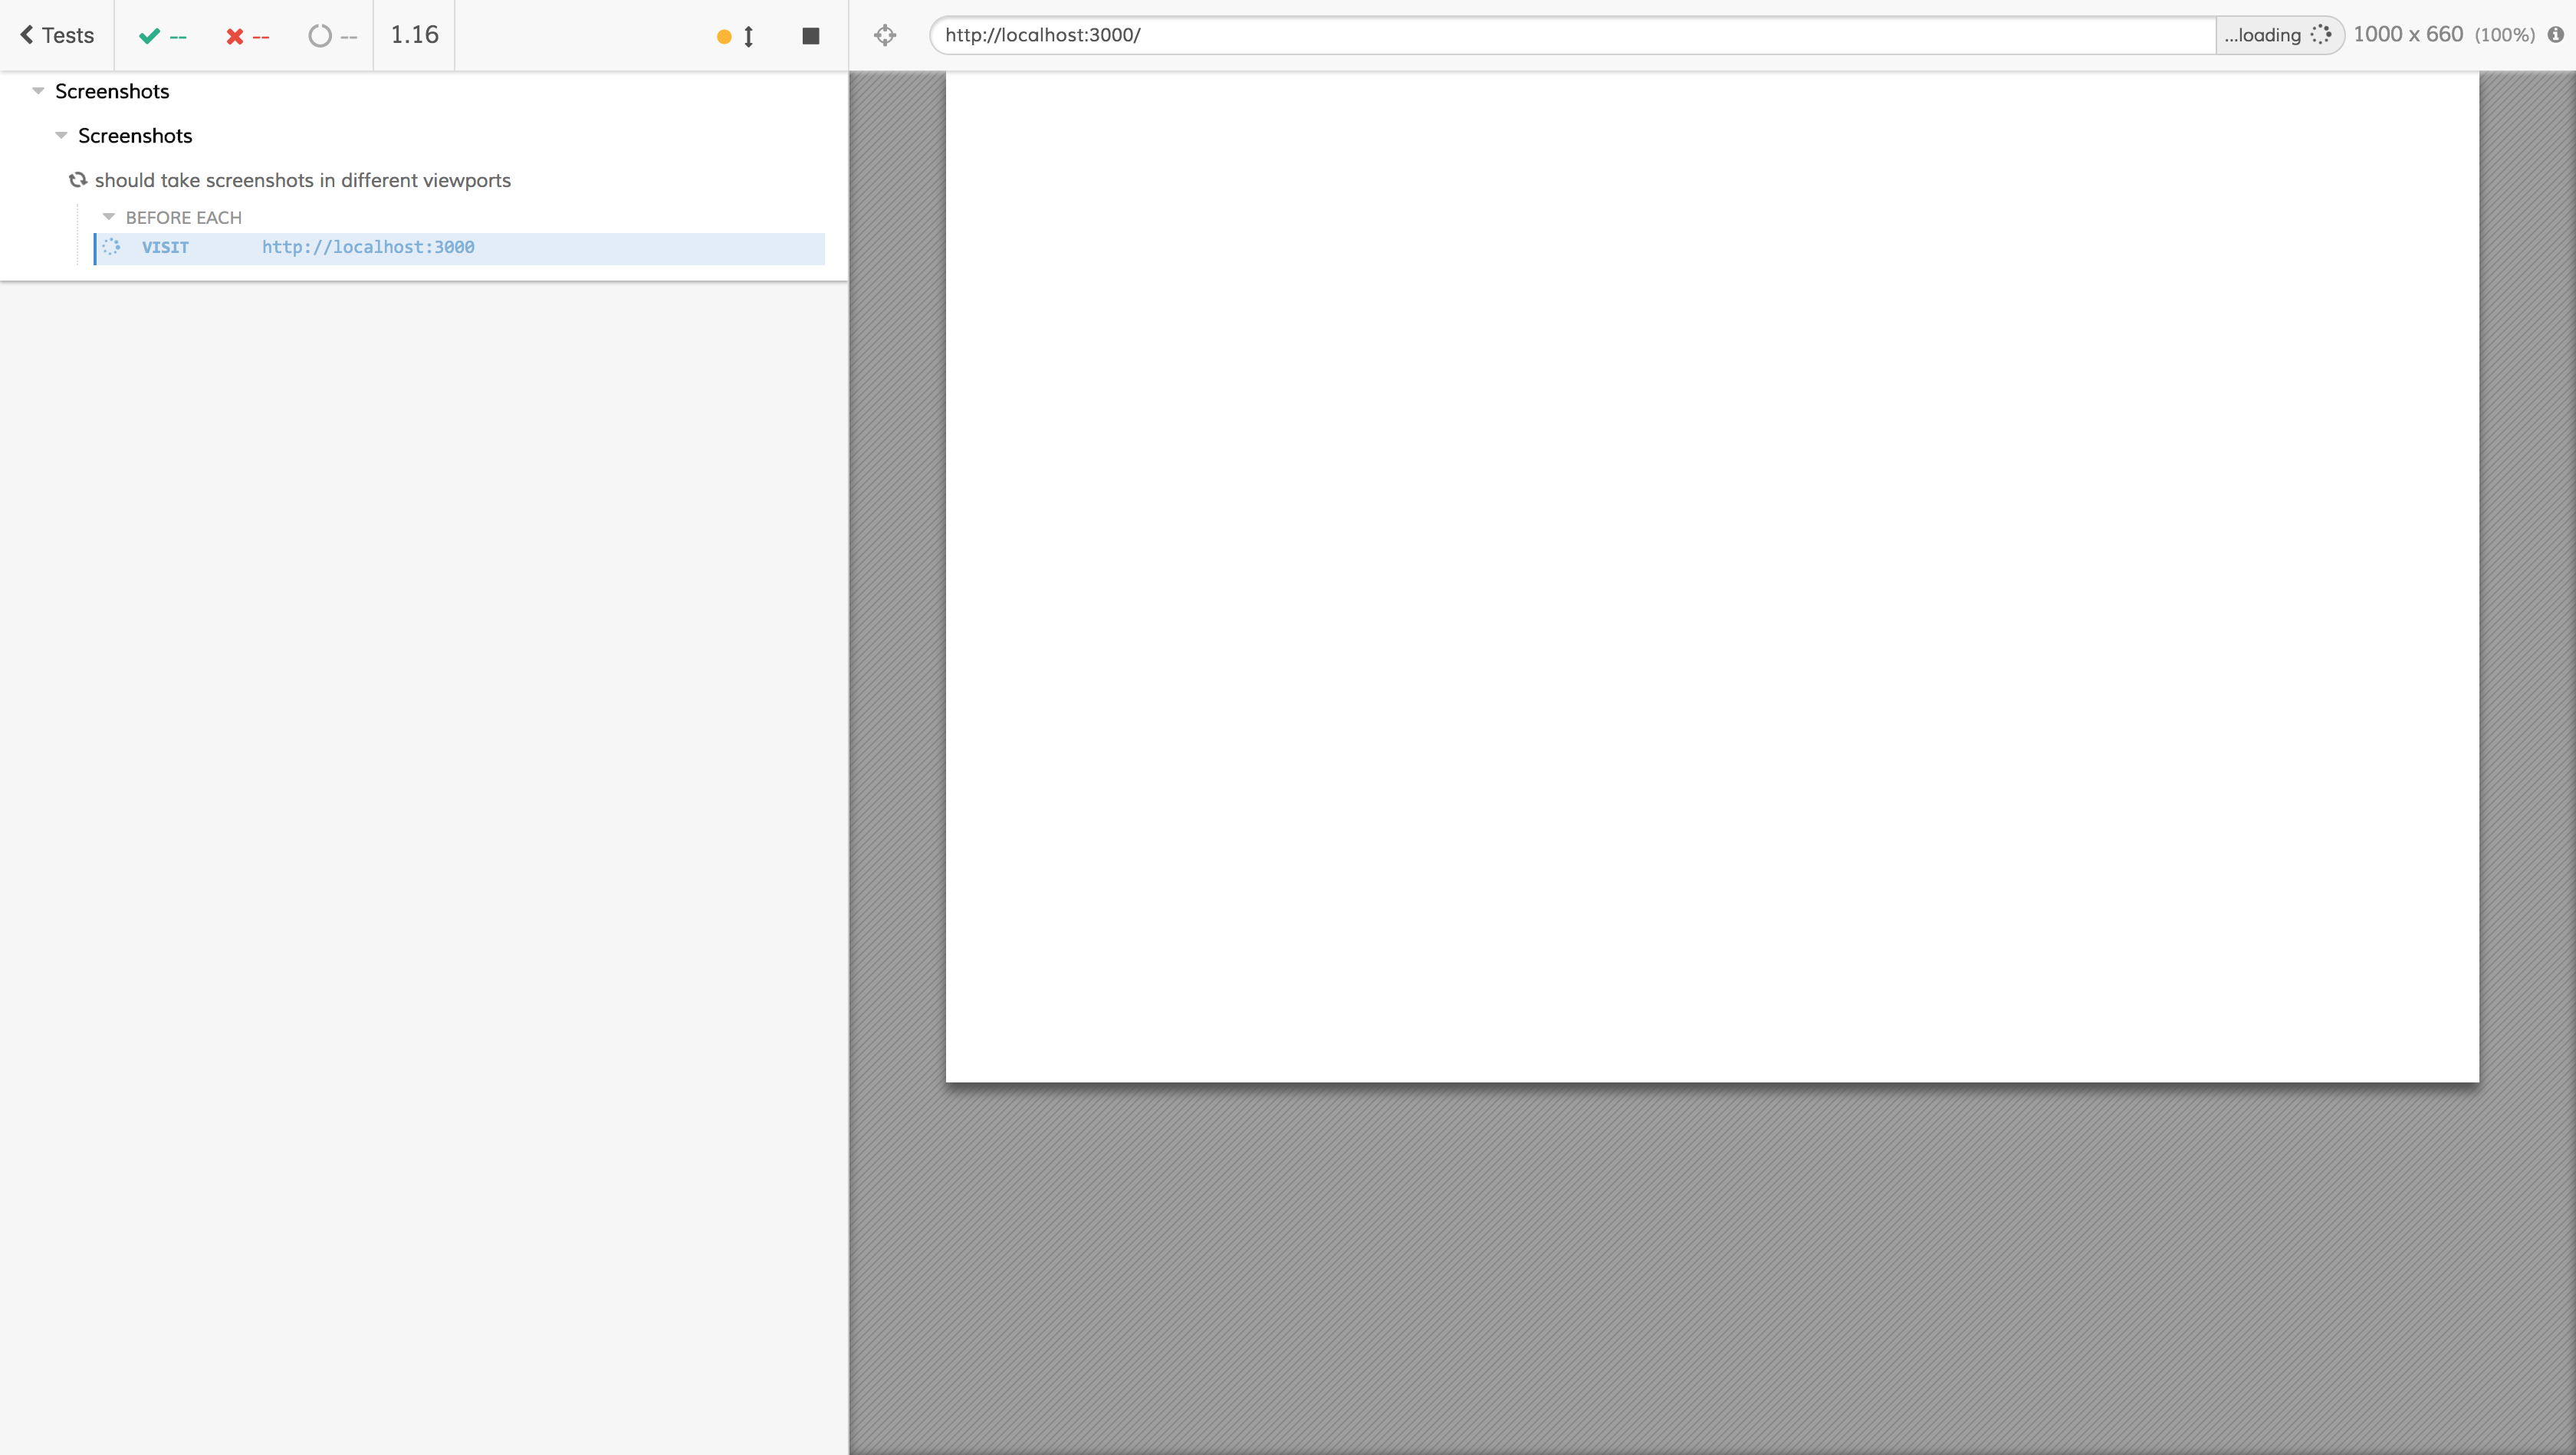 Tests -- -- -- 1.16
http://localhost:3000/ ...loading 1000 x 660 (100%)
Screenshots
Screenshots
should take screenshots in different viewports
BEFORE EACH
VISIT http://localhost:3000